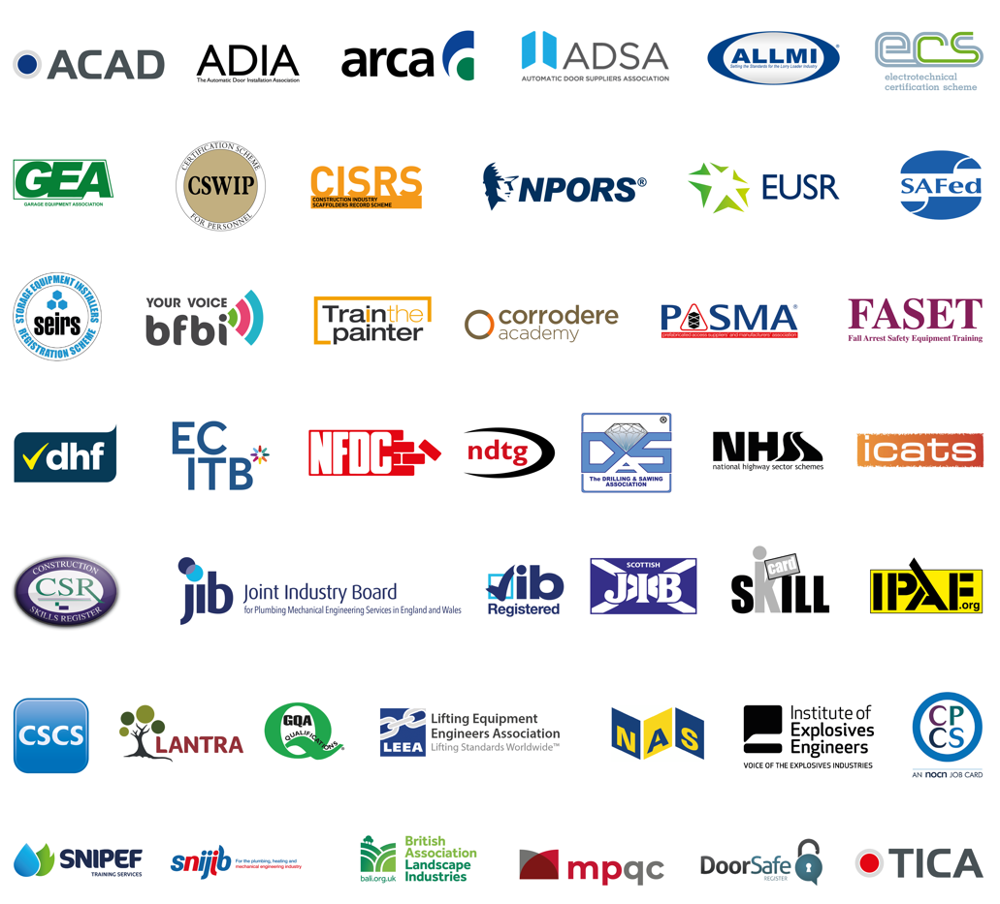 ACAD
ADIA
The Automatic Door Installation Association
arca
ADSA
AUTOMATIC DOOR SUPPLIERS ASSOCIATION
ALLMI®
Setting the Standards for the Lorry Loader Industry
ecs
electrotechnical
certification scheme
GEA
GARAGE EQUIPMENT ASSOCIATION
CERTIFICATION SCHEME
CSWIP
FOR PERSONNEL
CISRS
CONSTRUCTION INDUSTRY
SCAFFOLDERS RECORD SCHEME
NPORS®
EUSR
SAFed
STORAGE EQUIPMENT INSTALLERS
seirs
REGISTRATION SCHEME
YOUR VOICE
bfbi
Train the
painter
corrodere
academy
PASMA®
prefabricated access suppliers' and manufacturers' association
FASET
Fall Arrest Safety Equipment Training
dhf
EC
ITB
NFDC
ndtg
DSA ®
The DRILLING & SAWING
ASSOCIATION
NHSS
national highway sector schemes
icats
CONSTRUCTION
CSR
SKILLS REGISTER
jib
Joint Industry Board
for Plumbing Mechanical Engineering Services in England and Wales
jib
Registered
SCOTTISH
JIB
card
SKILL
IPAF
.org
CSCS
LANTRA
GQA
QUALIFICATIONS®
LEEA
Lifting Equipment
Engineers Association
Lifting Standards Worldwide™
NAS
Institute of
Explosives
Engineers
VOICE OF THE EXPLOSIVES INDUSTRIES
CP
CS
AN nocn JOB CARD
SNIPEF
TRAINING SERVICES
snijib
For the plumbing, heating and
mechanical engineering industry
bali.org.uk
British
Association
Landscape
Industries
mpqc
DoorSafe
REGISTER
TICA